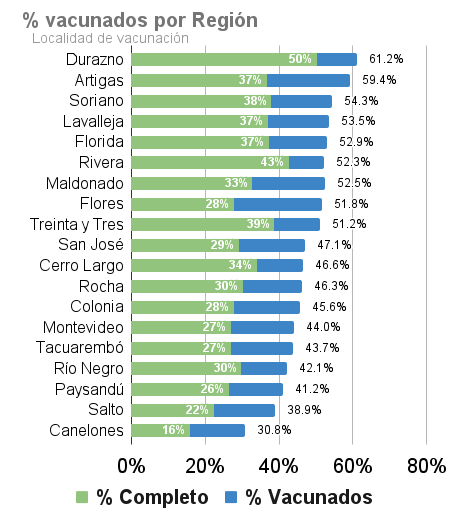 % vacunados por Región
Localidad de vacunación
Durazno 50% 61.2%
Artigas 37% 59.4%
Soriano 38% 54.3%
Lavalleja 37% 53.5%
Florida 37% 52.9%
Rivera 43% 52.3%
Maldonado 33% 52.5%
Flores 28% 51.8%
Treinta y Tres 39% 51.2%
San José 29% 47.1%
Cerro Largo 34% 46.6%
Rocha 30% 46.3%
Colonia 28% 45.6%
Montevideo 27% 44.0%
Tacuarembó 27% 43.7%
Río Negro 30% 42.1%
Paysandú 26% 41.2%
Salto 22% 38.9%
Canelones 16% 30.8%
0% 20% 40% 60% 80%
% Completo % Vacunados